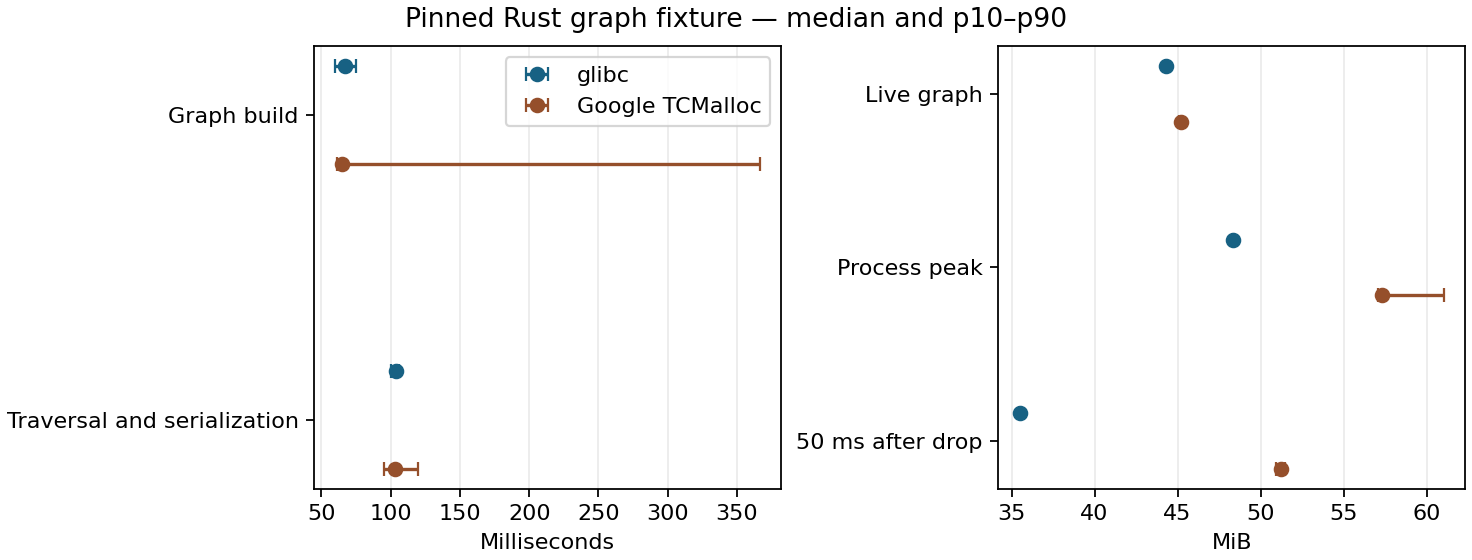 Pinned Rust graph fixture — median and p10–p90
glibc
Google TCMalloc
Graph build
Traversal and serialization
50 100 150 200 250 300 350
Milliseconds
Live graph
Process peak
50 ms after drop
35 40 45 50 55 60
MiB